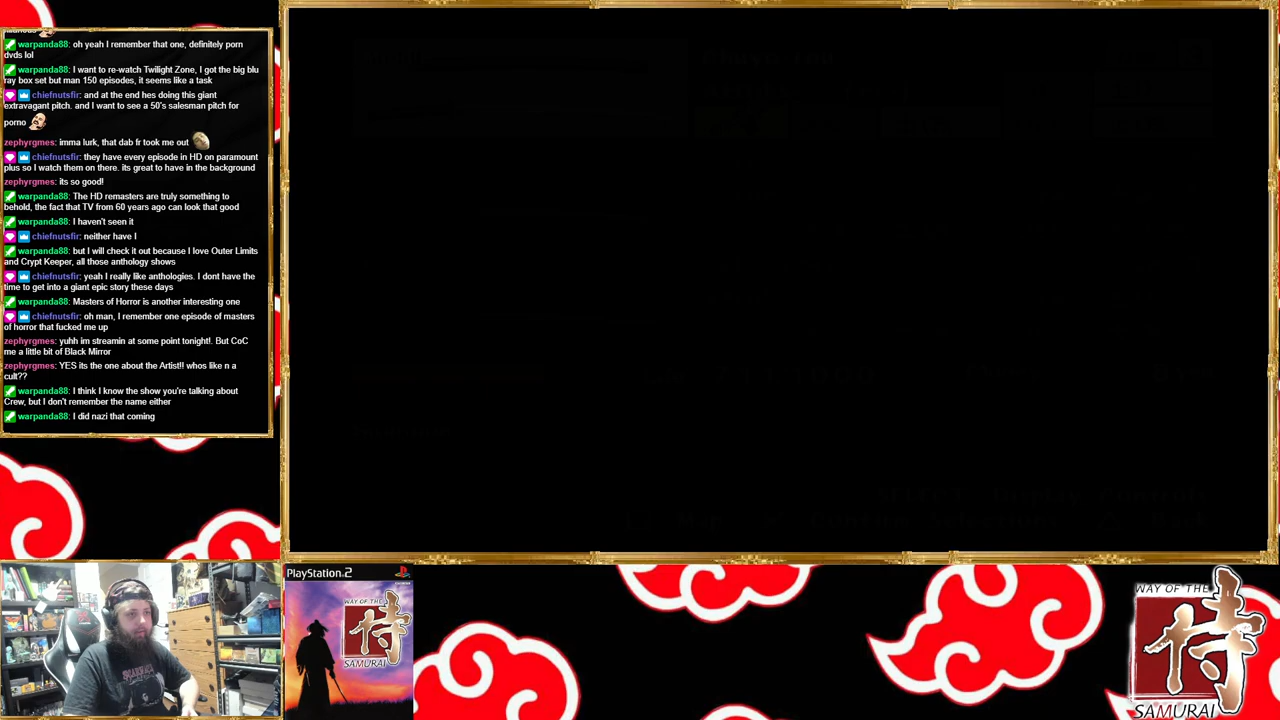 warpanda88: oh yeah I remember that one, definitely porn
dvds lol
warpanda88: I want to re-watch Twilight Zone, I got the big blu
ray box set but man 150 episodes, it seems like a task
chiefnutsfir: and at the end hes doing this giant
extravagant pitch. and I want to see a 50's salesman pitch for
porno
zephyrgmes: imma lurk, that dab fr took me out
chiefnutsfir: they have every episode in HD on paramount
plus so I watch them on there. its great to have in the background
zephyrgmes: its so good!
warpanda88: The HD remasters are truly something to
behold, the fact that TV from 60 years ago can look that good
warpanda88: I haven't seen it
chiefnutsfir: neither have I
warpanda88: but I will check it out because I love Outer Limits
and Crypt Keeper, all those anthology shows
chiefnutsfir: yeah I really like anthologies. I dont have the
time to get into a giant epic story these days
warpanda88: Masters of Horror is another interesting one
chiefnutsfir: oh man, I remember one episode of masters
of horror that fucked me up
zephyrgmes: yuhh im streamin at some point tonight!. But CoC
me a little bit of Black Mirror
zephyrgmes: YES its the one about the Artist!! whos like n a
cult??
warpanda88: I think I know the show you're talking about
Crew, but I don't remember the name either
warpanda88: I did nazi that coming
PlayStation 2
WAY OF THE
侍
SAMURAI
WAY OF THE
侍
SAMURAI